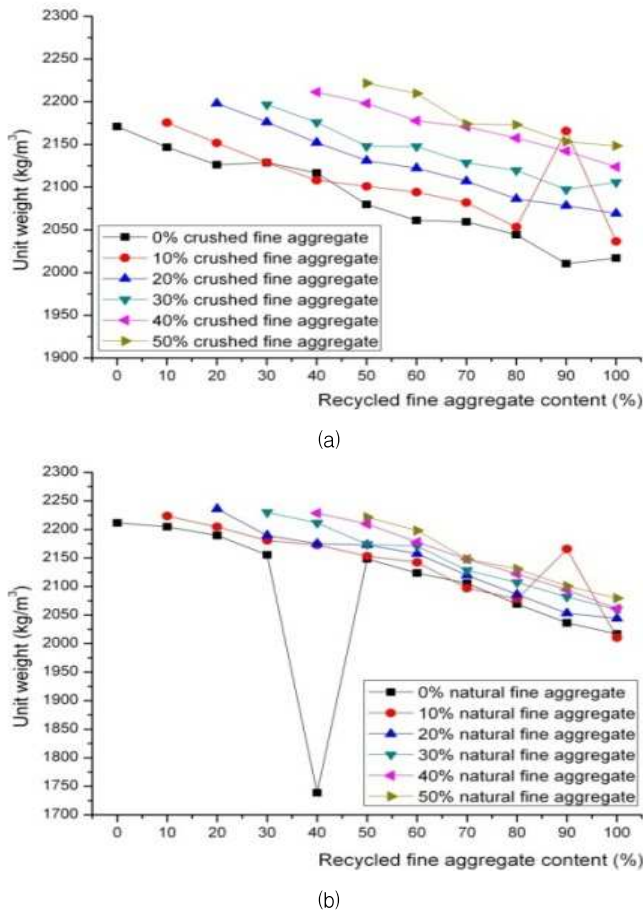 2300
2250
2200
2150
2100
2050
2000
1950
1900
Unit weight (kg/m³)
0% crushed fine aggregate
10% crushed fine aggregate
20% crushed fine aggregate
30% crushed fine aggregate
40% crushed fine aggregate
50% crushed fine aggregate
0 10 20 30 40 50 60 70 80 90 100
Recycled fine aggregate content (%)
(a)
2300
2250
2200
2150
2100
2050
2000
1950
1900
1850
1800
1750
1700
Unit weight (kg/m³)
0% natural fine aggregate
10% natural fine aggregate
20% natural fine aggregate
30% natural fine aggregate
40% natural fine aggregate
50% natural fine aggregate
0 10 20 30 40 50 60 70 80 90 100
Recycled fine aggregate content (%)
(b)